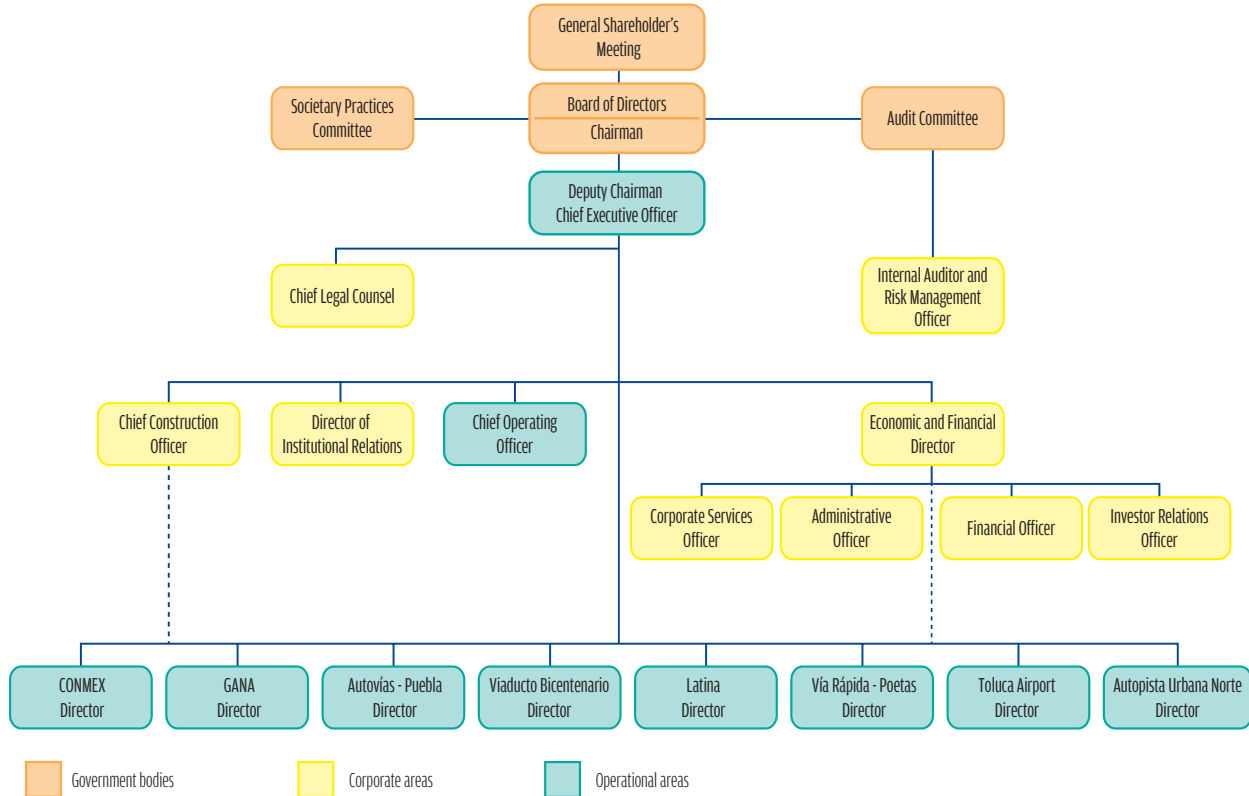 General Shareholder's
Meeting
Societary Practices
Committee
Board of Directors
Chairman
Audit Committee
Deputy Chairman
Chief Executive Officer
Chief Legal Counsel
Internal Auditor and
Risk Management
Officer
Chief Construction
Officer
Director of
Institutional Relations
Chief Operating
Officer
Economic and Financial
Director
Corporate Services
Officer
Administrative
Officer
Financial Officer
Investor Relations
Officer
CONMEX
Director
GANA
Director
Autovías - Puebla
Director
Viaducto Bicentenario
Director
Latina
Director
Vía Rápida - Poetas
Director
Toluca Airport
Director
Autopista Urbana Norte
Director
Government bodies
Corporate areas
Operational areas